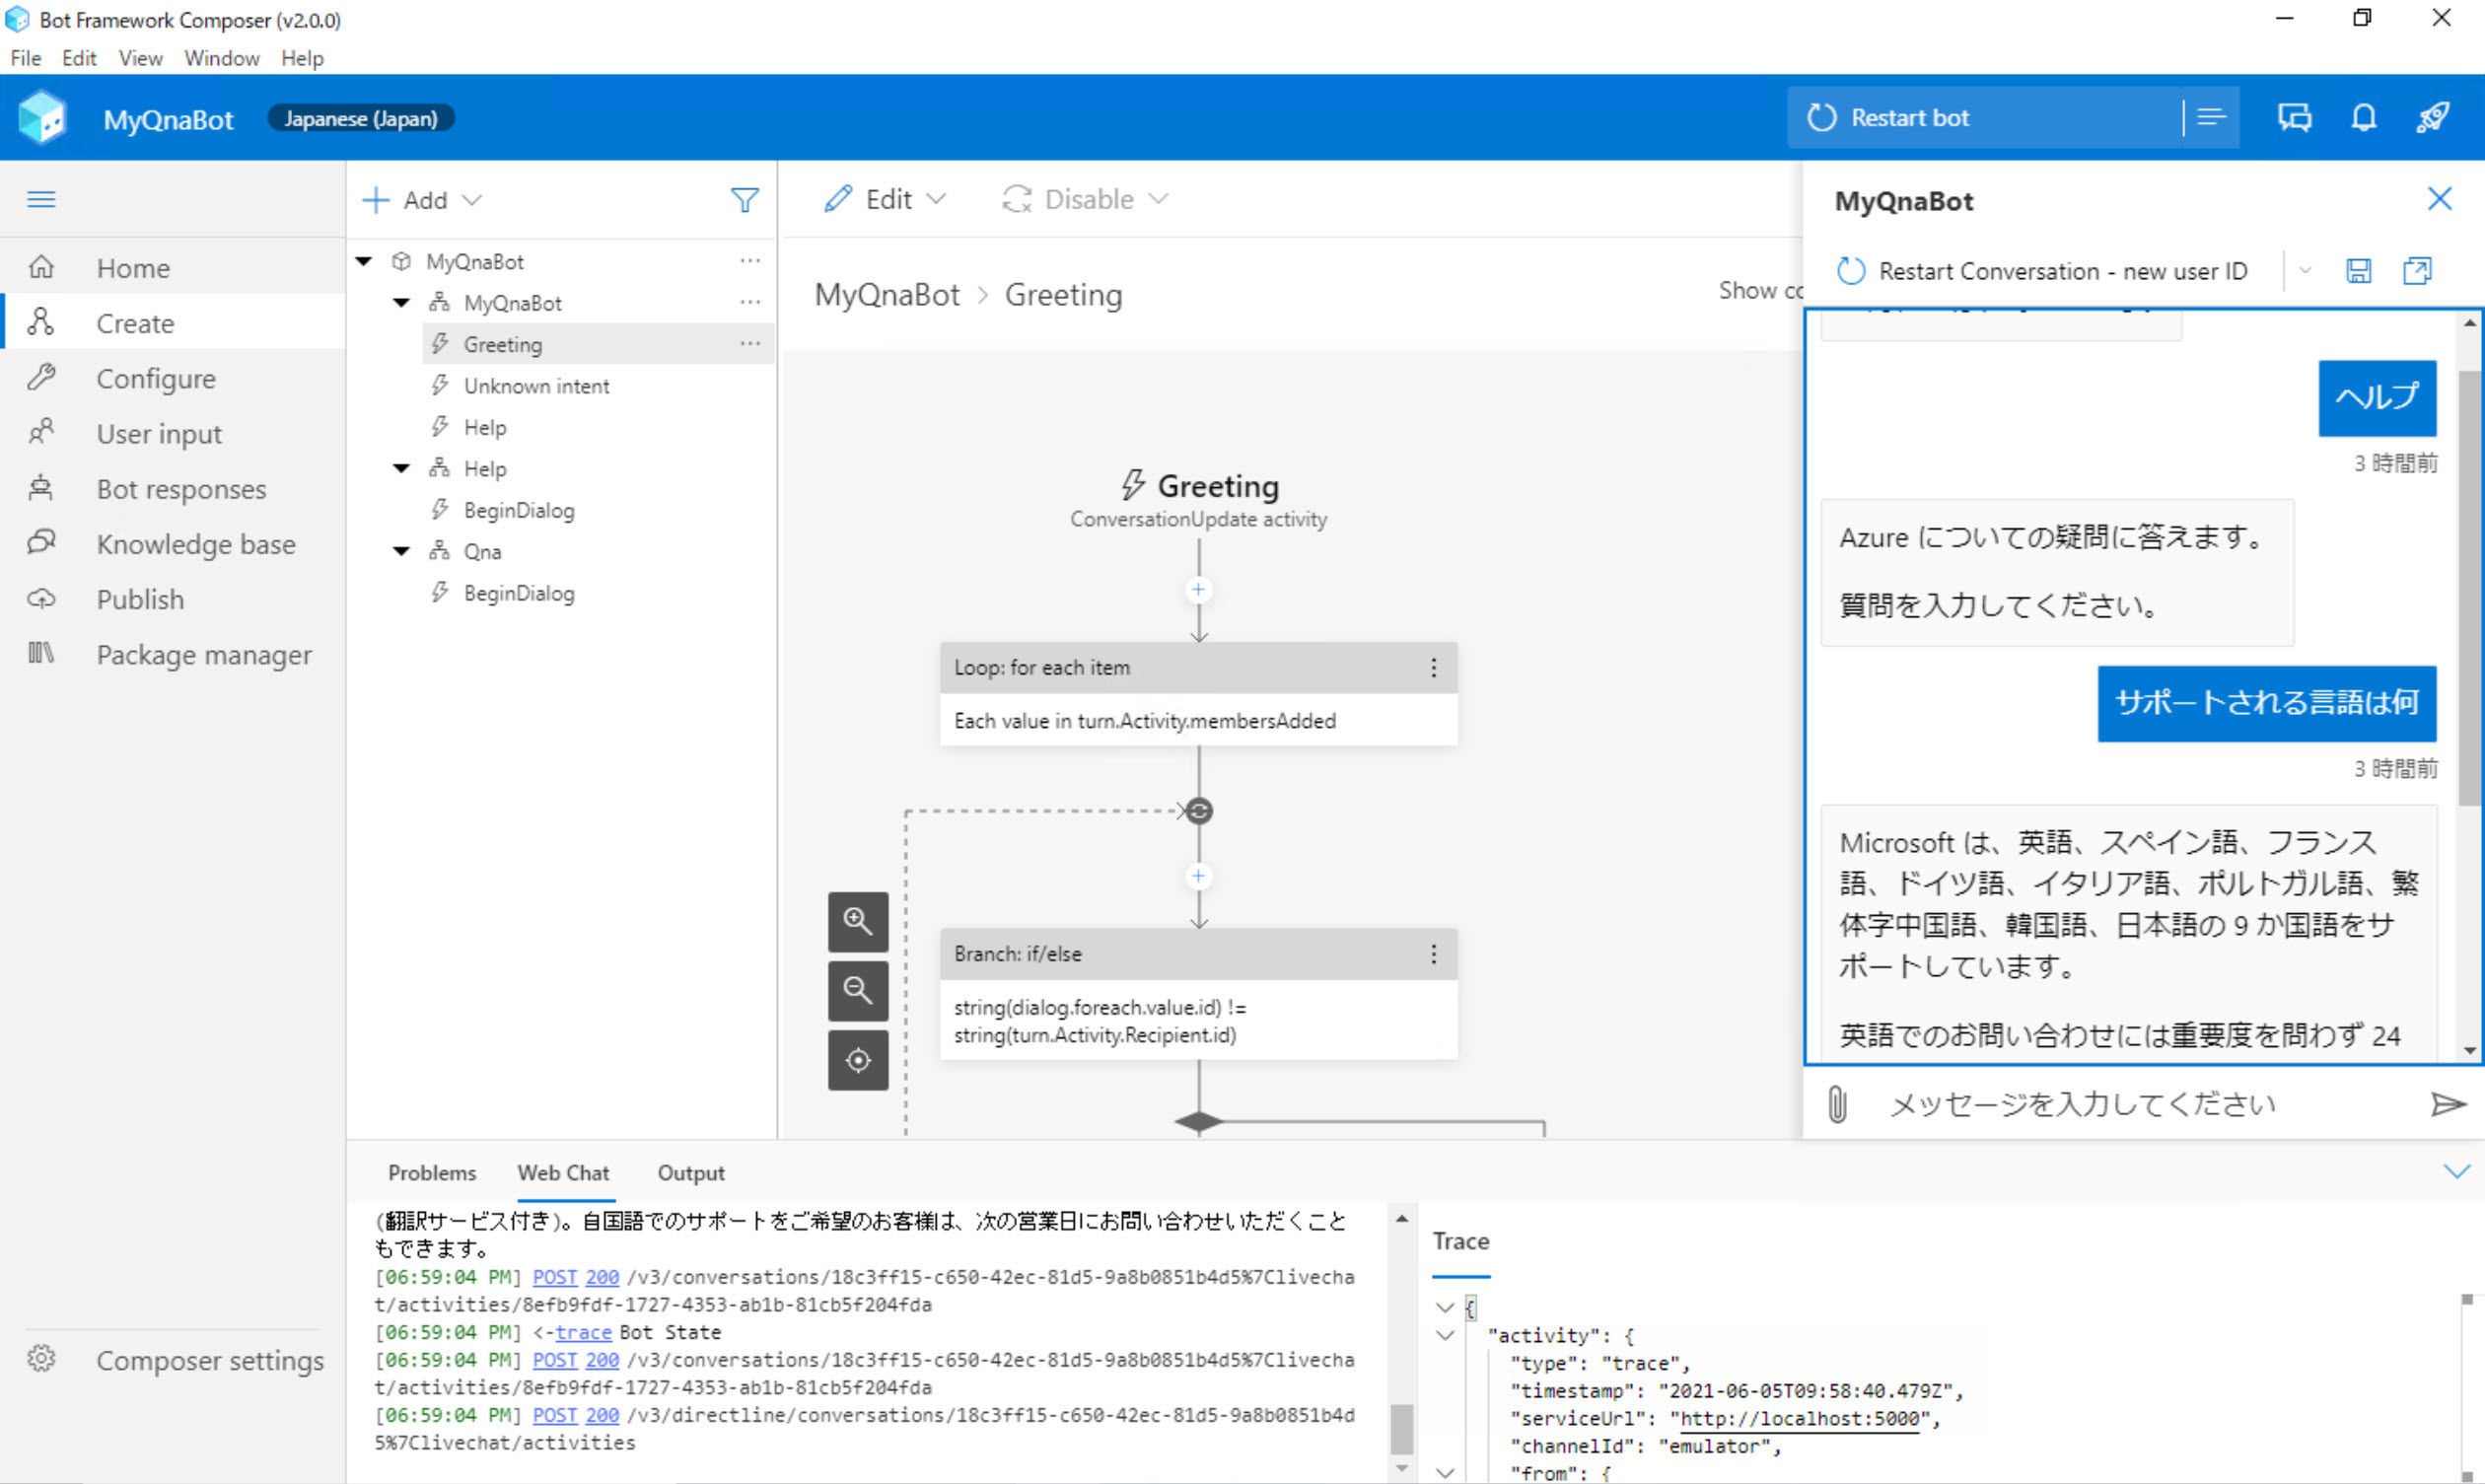 Bot Framework Composer (v2.0.0)
File Edit View Window Help
MyQnaBot Japanese (Japan) Restart bot
Home
Create
Configure
User input
Bot responses
Knowledge base
Publish
Package manager
Composer settings
Add
MyQnaBot
MyQnaBot
Greeting
Unknown intent
Help
Help
BeginDialog
Qna
BeginDialog
Edit Disable
MyQnaBot > Greeting
Show co
Greeting
ConversationUpdate activity
Loop: for each item
Each value in turn.Activity.membersAdded
Branch: if/else
string(dialog.foreach.value.id) !=
string(turn.Activity.Recipient.id)
MyQnaBot
Restart Conversation - new user ID
ヘルプ
3 時間前
Azure についての疑問に答えます。
質問を入力してください。
サポートされる言語は何
3 時間前
Microsoft は、英語、スペイン語、フランス
語、ドイツ語、イタリア語、ポルトガル語、繁
体字中国語、韓国語、日本語の 9 か国語をサ
ポートしています。
英語でのお問い合わせには重要度を問わず 24
メッセージを入力してください
Problems Web Chat Output
(翻訳サービス付き)。自国語でのサポートをご希望のお客様は、次の営業日にお問い合わせいただくこと
もできます。
[06:59:04 PM] POST 200 /v3/conversations/18c3ff15-c650-42ec-81d5-9a8b0851b4d5%7Clivecha
t/activities/8efb9fdf-1727-4353-ab1b-81cb5f204fda
[06:59:04 PM] <-trace Bot State
[06:59:04 PM] POST 200 /v3/conversations/18c3ff15-c650-42ec-81d5-9a8b0851b4d5%7Clivecha
t/activities/8efb9fdf-1727-4353-ab1b-81cb5f204fda
[06:59:04 PM] POST 200 /v3/directline/conversations/18c3ff15-c650-42ec-81d5-9a8b0851b4d
5%7Clivechat/activities
Trace
{
"activity": {
"type": "trace",
"timestamp": "2021-06-05T09:58:40.479Z",
"serviceUrl": "http://localhost:5000",
"channelId": "emulator",
"from": {